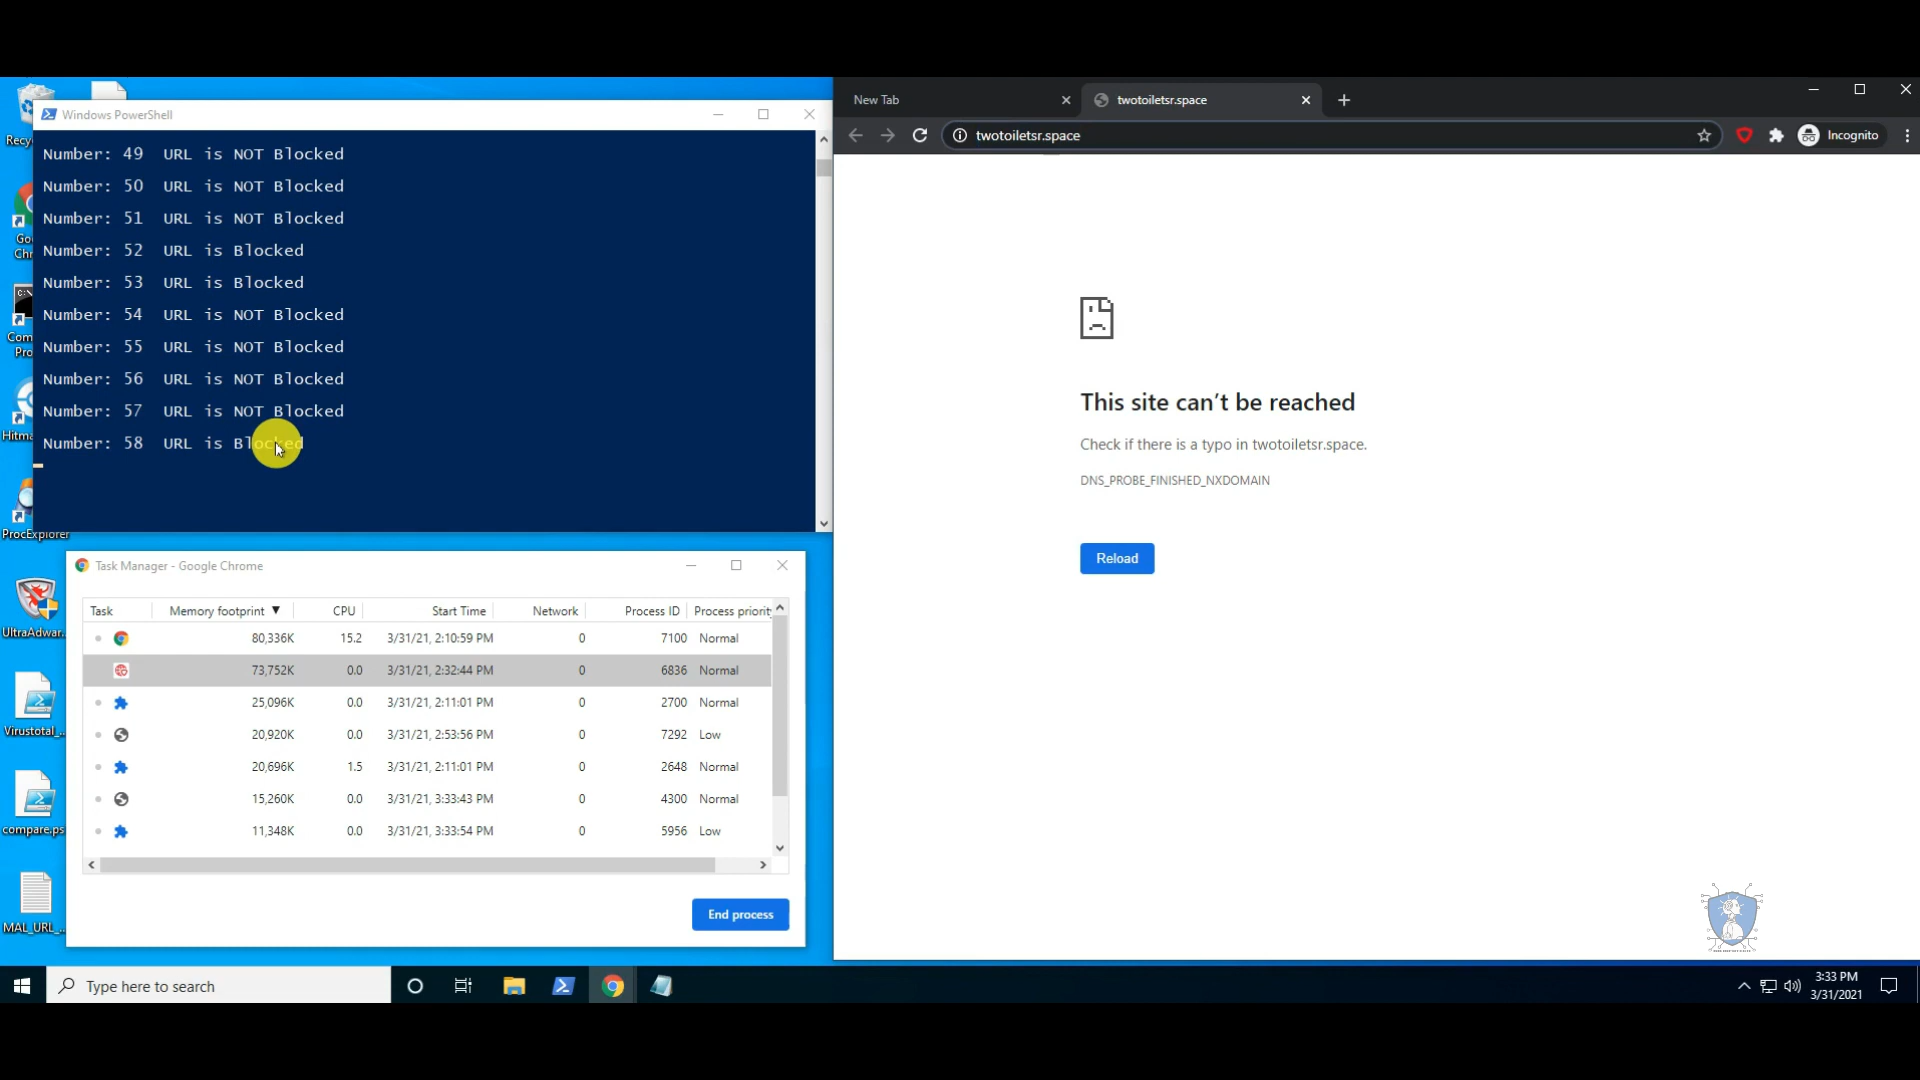 Recy
Goo
Chr
Com
Pro
Hitma
ProcExplorer
UltraAdwar...
Virustotal_...
compare.ps
MAL_URL_...
Windows PowerShell
Number: 49 URL is NOT Blocked
Number: 50 URL is NOT Blocked
Number: 51 URL is NOT Blocked
Number: 52 URL is Blocked
Number: 53 URL is Blocked
Number: 54 URL is NOT Blocked
Number: 55 URL is NOT Blocked
Number: 56 URL is NOT Blocked
Number: 57 URL is NOT Blocked
Number: 58 URL is Blocked
Task Manager - Google Chrome
Task Memory footprint ▼ CPU Start Time Network Process ID Process priority
80,336K 15.2 3/31/21, 2:10:59 PM 0 7100 Normal
73,752K 0.0 3/31/21, 2:32:44 PM 0 6836 Normal
25,096K 0.0 3/31/21, 2:11:01 PM 0 2700 Normal
20,920K 0.0 3/31/21, 2:53:56 PM 0 7292 Low
20,696K 1.5 3/31/21, 2:11:01 PM 0 2648 Normal
15,260K 0.0 3/31/21, 3:33:43 PM 0 4300 Normal
11,348K 0.0 3/31/21, 3:33:54 PM 0 5956 Low
End process
New Tab twotoiletsr.space
twotoiletsr.space Incognito
This site can't be reached
Check if there is a typo in twotoiletsr.space.
DNS_PROBE_FINISHED_NXDOMAIN
Reload
Type here to search
3:33 PM
3/31/2021